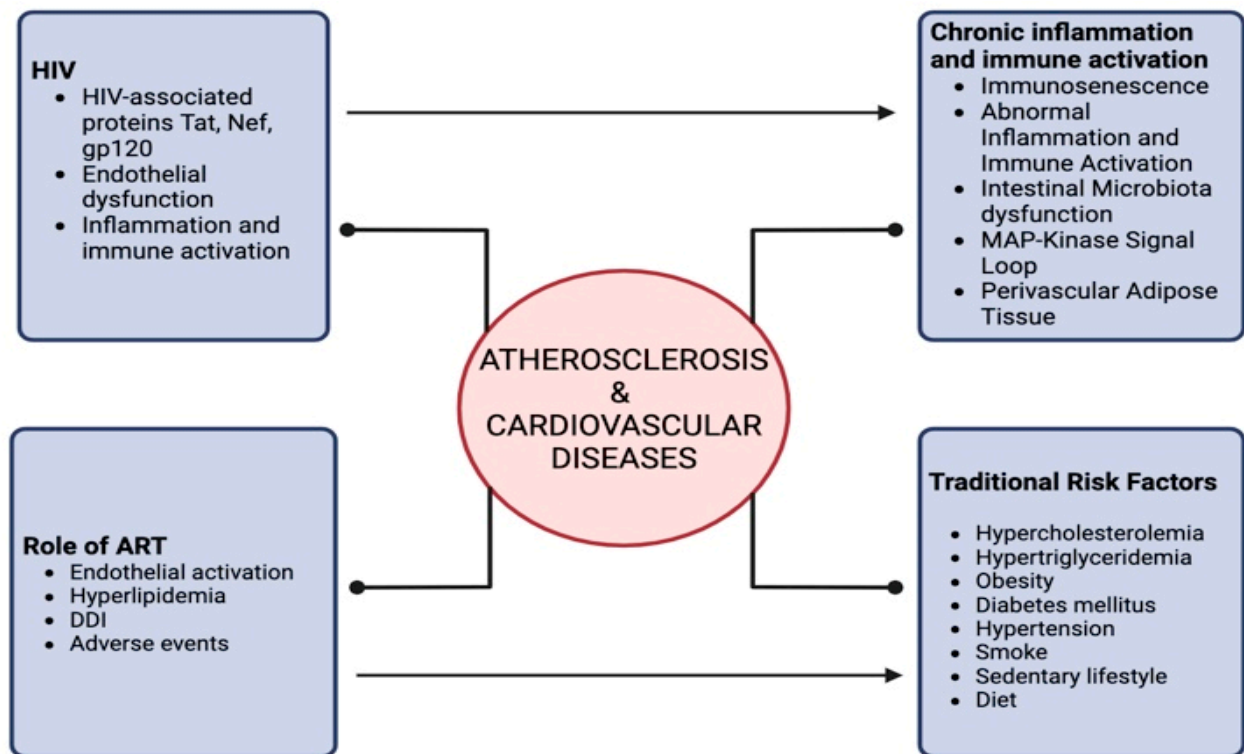 HIV
• HIV-associated
proteins Tat, Nef,
gp120
• Endothelial
dysfunction
• Inflammation and
immune activation
Chronic inflammation
and immune activation
• Immunosenescence
• Abnormal
Inflammation and
Immune Activation
• Intestinal Microbiota
dysfunction
• MAP-Kinase Signal
Loop
• Perivascular Adipose
Tissue
ATHEROSCLEROSIS
&
CARDIOVASCULAR
DISEASES
Role of ART
• Endothelial activation
• Hyperlipidemia
• DDI
• Adverse events
Traditional Risk Factors
• Hypercholesterolemia
• Hypertriglyceridemia
• Obesity
• Diabetes mellitus
• Hypertension
• Smoke
• Sedentary lifestyle
• Diet